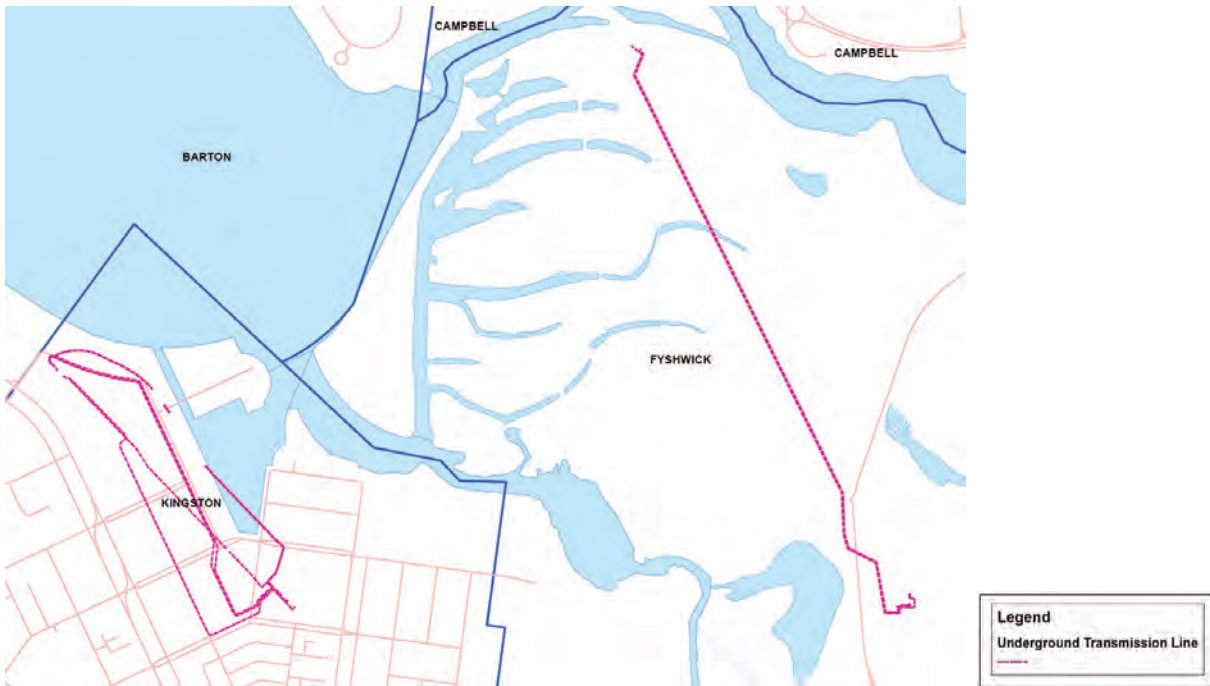 CAMPBELL
CAMPBELL
BARTON
FYSHWICK
KINGSTON
Legend
Underground Transmission Line